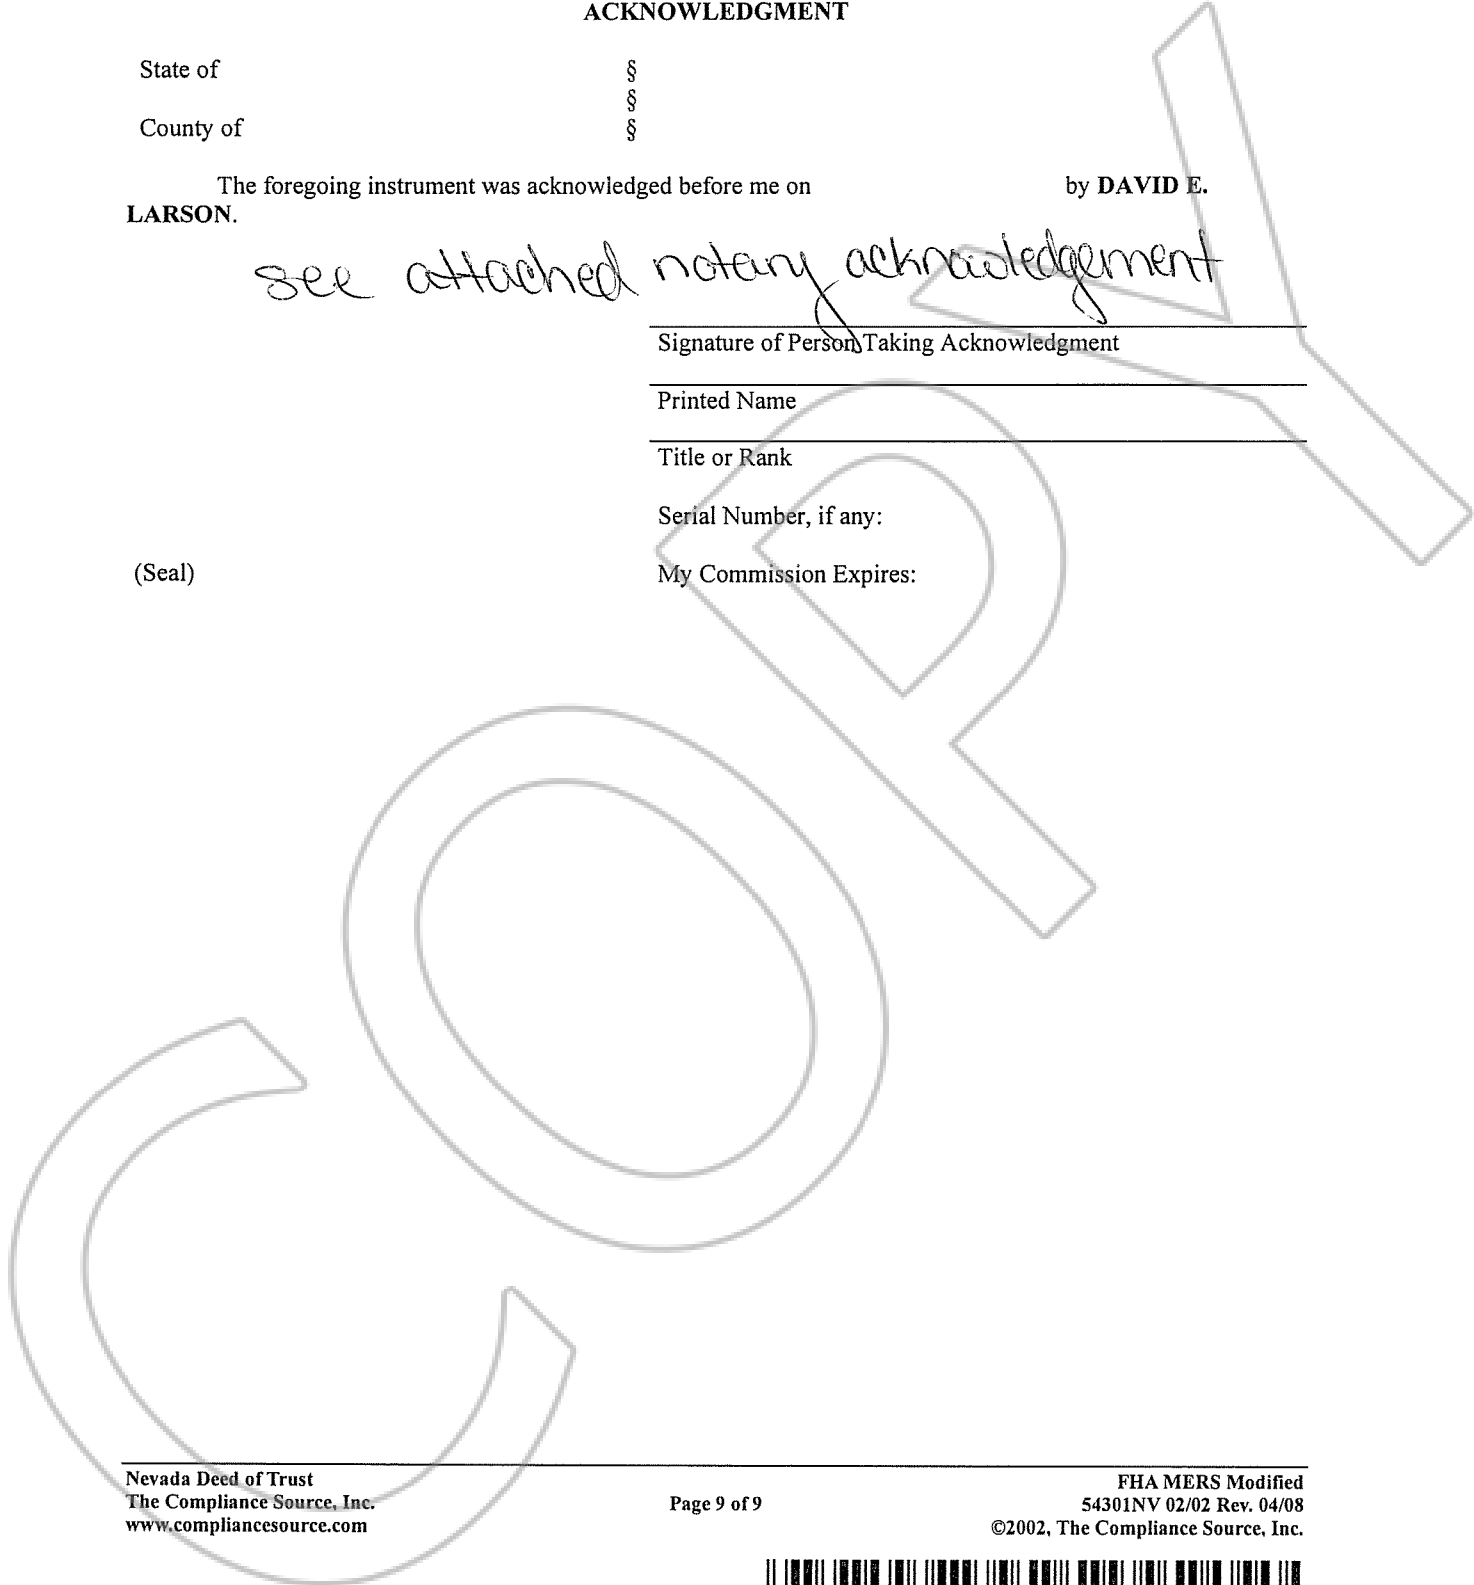 ACKNOWLEDGMENT
State of §
§
County of §
The foregoing instrument was acknowledged before me on by DAVID E.
LARSON.
see attached notary acknowledgement
Signature of Person Taking Acknowledgment
Printed Name
Title or Rank
Serial Number, if any:
(Seal) My Commission Expires:
COPY
Nevada Deed of Trust FHA MERS Modified
The Compliance Source, Inc. Page 9 of 9 54301NV 02/02 Rev. 04/08
www.compliancesource.com ©2002, The Compliance Source, Inc.